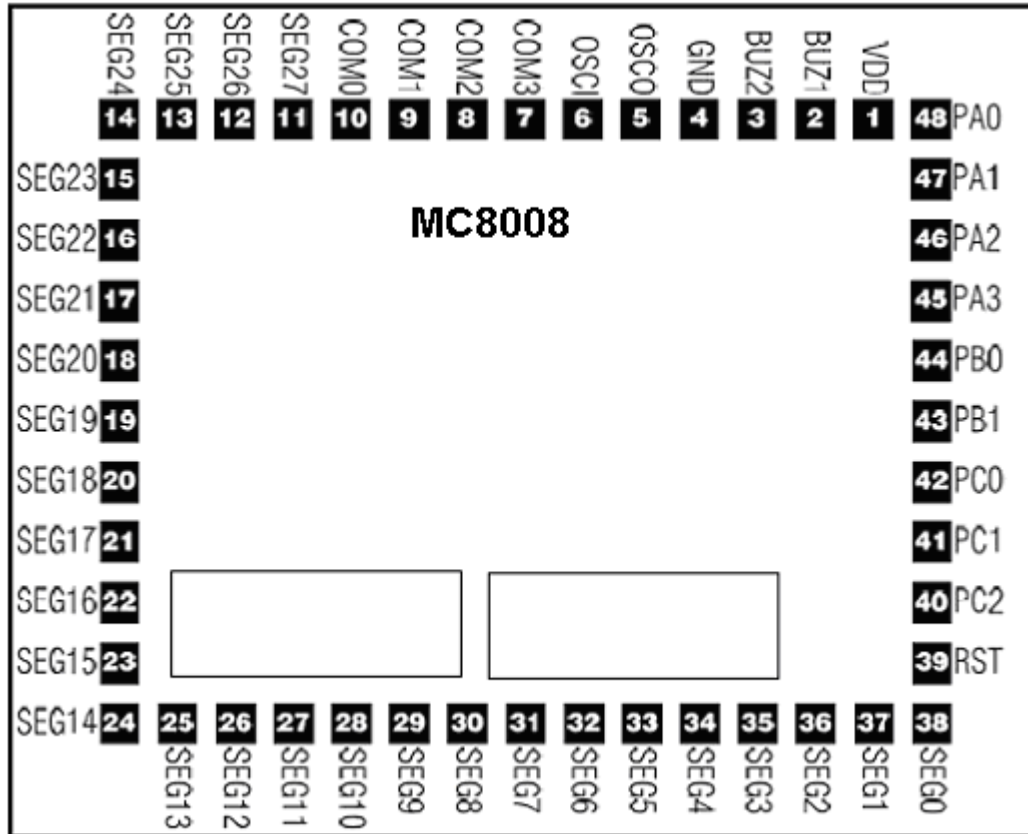 SEG24 SEG25 SEG26 SEG27 COM0 COM1 COM2 COM3 OSCI OSCO GND BUZ2 BUZ1 VDD
14 13 12 11 10 9 8 7 6 5 4 3 2 1 48 PA0
SEG23 15 47 PA1
MC8008
SEG22 16 46 PA2
SEG21 17 45 PA3
SEG20 18 44 PB0
SEG19 19 43 PB1
SEG18 20 42 PC0
SEG17 21 41 PC1
SEG16 22 40 PC2
SEG15 23 39 RST
SEG14 24 25 26 27 28 29 30 31 32 33 34 35 36 37 38
SEG13 SEG12 SEG11 SEG10 SEG9 SEG8 SEG7 SEG6 SEG5 SEG4 SEG3 SEG2 SEG1 SEG0